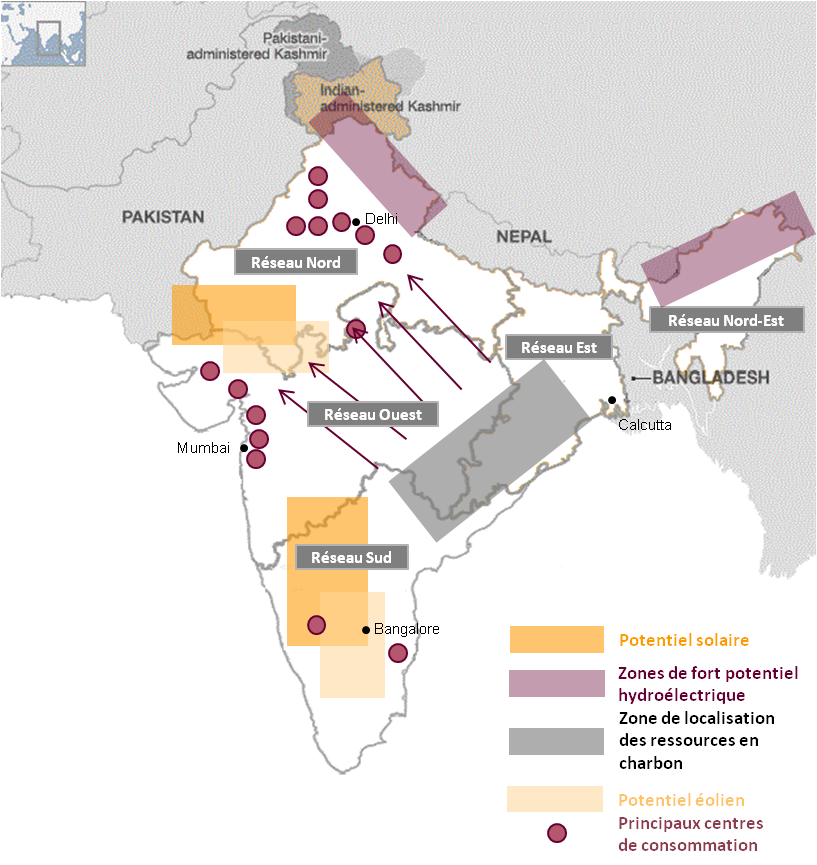 Pakistani-
administered Kashmir
Indian-
administered Kashmir
PAKISTAN
Delhi
NEPAL
Réseau Nord
Réseau Nord-Est
Réseau Est
BANGLADESH
Réseau Ouest
Calcutta
Mumbai
Réseau Sud
Bangalore
Potentiel solaire
Zones de fort potentiel
hydroélectrique
Zone de localisation
des ressources en
charbon
Potentiel éolien
Principaux centres
de consommation